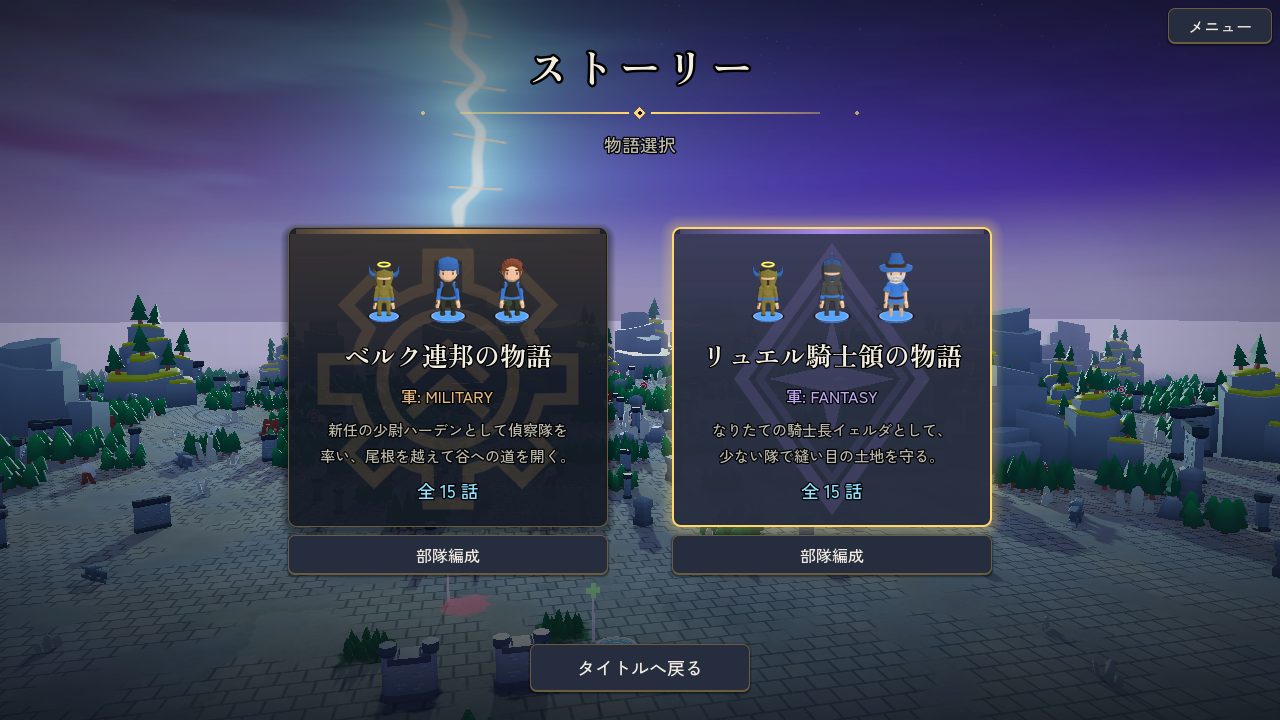 メニュー
ストーリー
物語選択
ベルク連邦の物語
軍: MILITARY
新任の少尉ハーデンとして偵察隊を
率い、尾根を越えて谷への道を開く。
全 15 話
部隊編成
リュエル騎士領の物語
軍: FANTASY
なりたての騎士長イェルダとして、
少ない隊で縫い目の土地を守る。
全 15 話
部隊編成
タイトルへ戻る